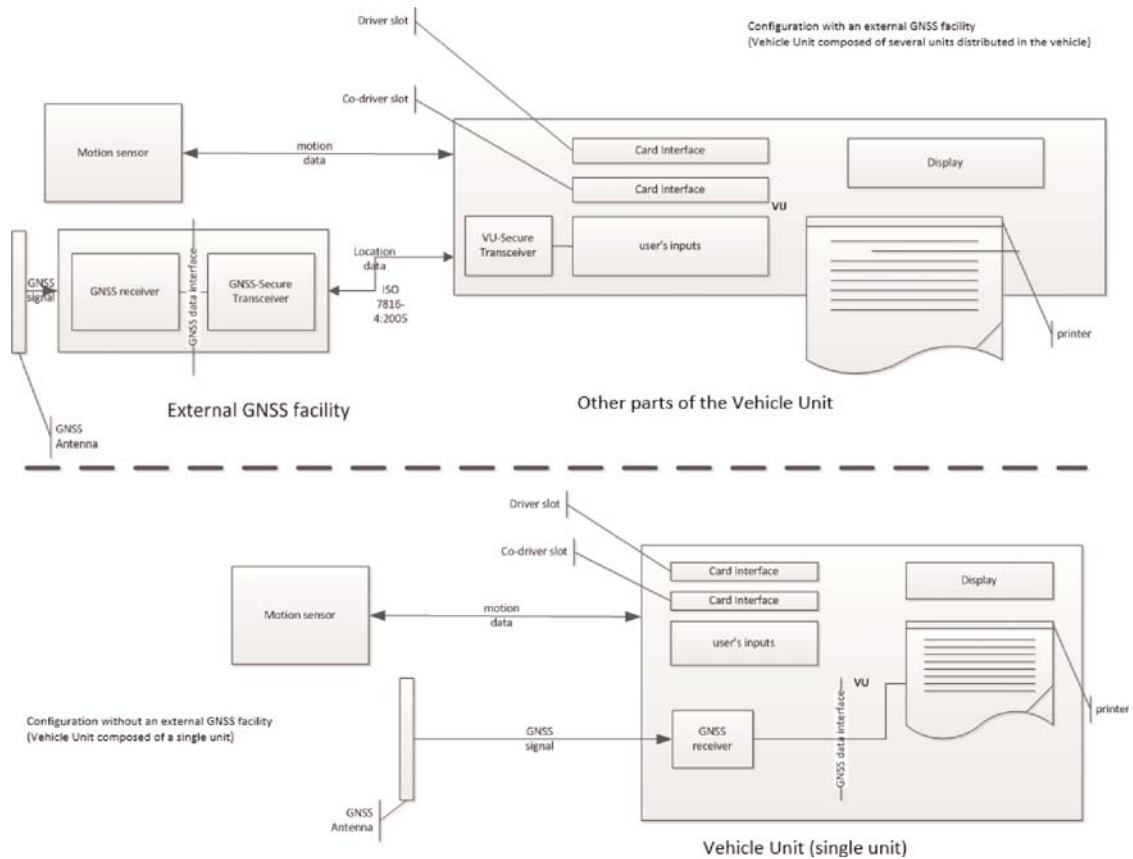 Driver slot
Configuration with an external GNSS facility
(Vehicle Unit composed of several units distributed in the vehicle)
Co-driver slot
Motion sensor
motion
data
Card Interface
Card Interface
Display
VU
VU-Secure
Transceiver
user's inputs
Location
data
ISO
7816-
4:2005
GNSS
signal
GNSS receiver
GNSS data interface
GNSS-Secure
Transceiver
printer
External GNSS facility
Other parts of the Vehicle Unit
GNSS
Antenna
Driver slot
Co-driver slot
Card Interface
Card Interface
Display
Motion sensor
motion
data
user's inputs
VU
printer
Configuration without an external GNSS facility
(Vehicle Unit composed of a single unit)
GNSS
signal
GNSS
receiver
GNSS data interface
GNSS
Antenna
Vehicle Unit (single unit)